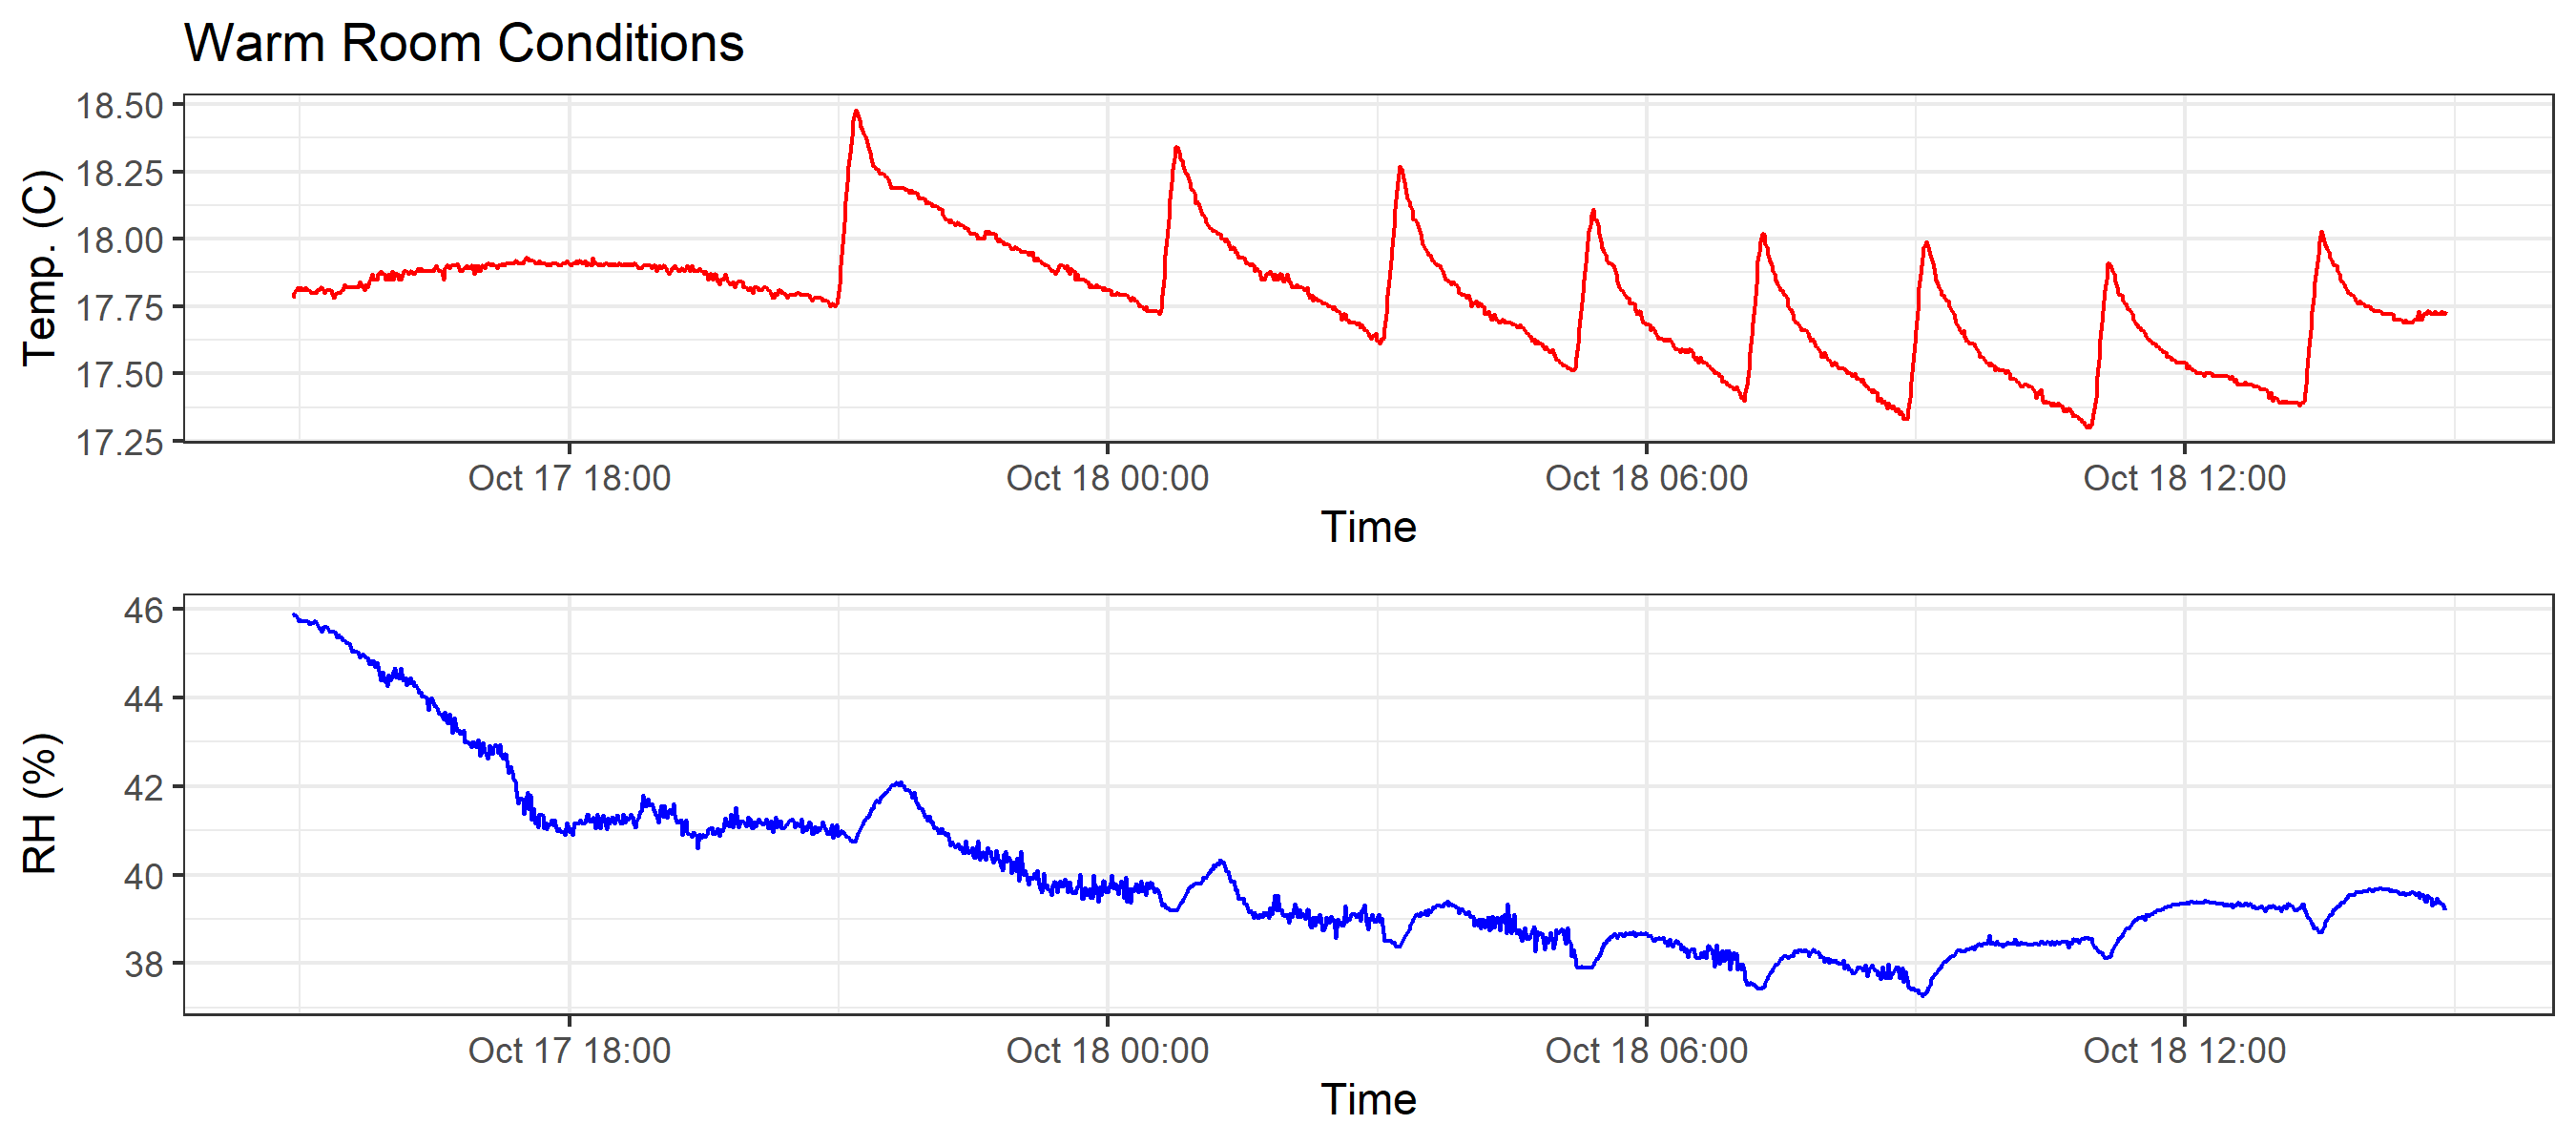 Warm Room Conditions
Temp. (C)
18.50
18.25
18.00
17.75
17.50
17.25
Oct 17 18:00 Oct 18 00:00 Oct 18 06:00 Oct 18 12:00
Time
RH (%)
46
44
42
40
38
Oct 17 18:00 Oct 18 00:00 Oct 18 06:00 Oct 18 12:00
Time